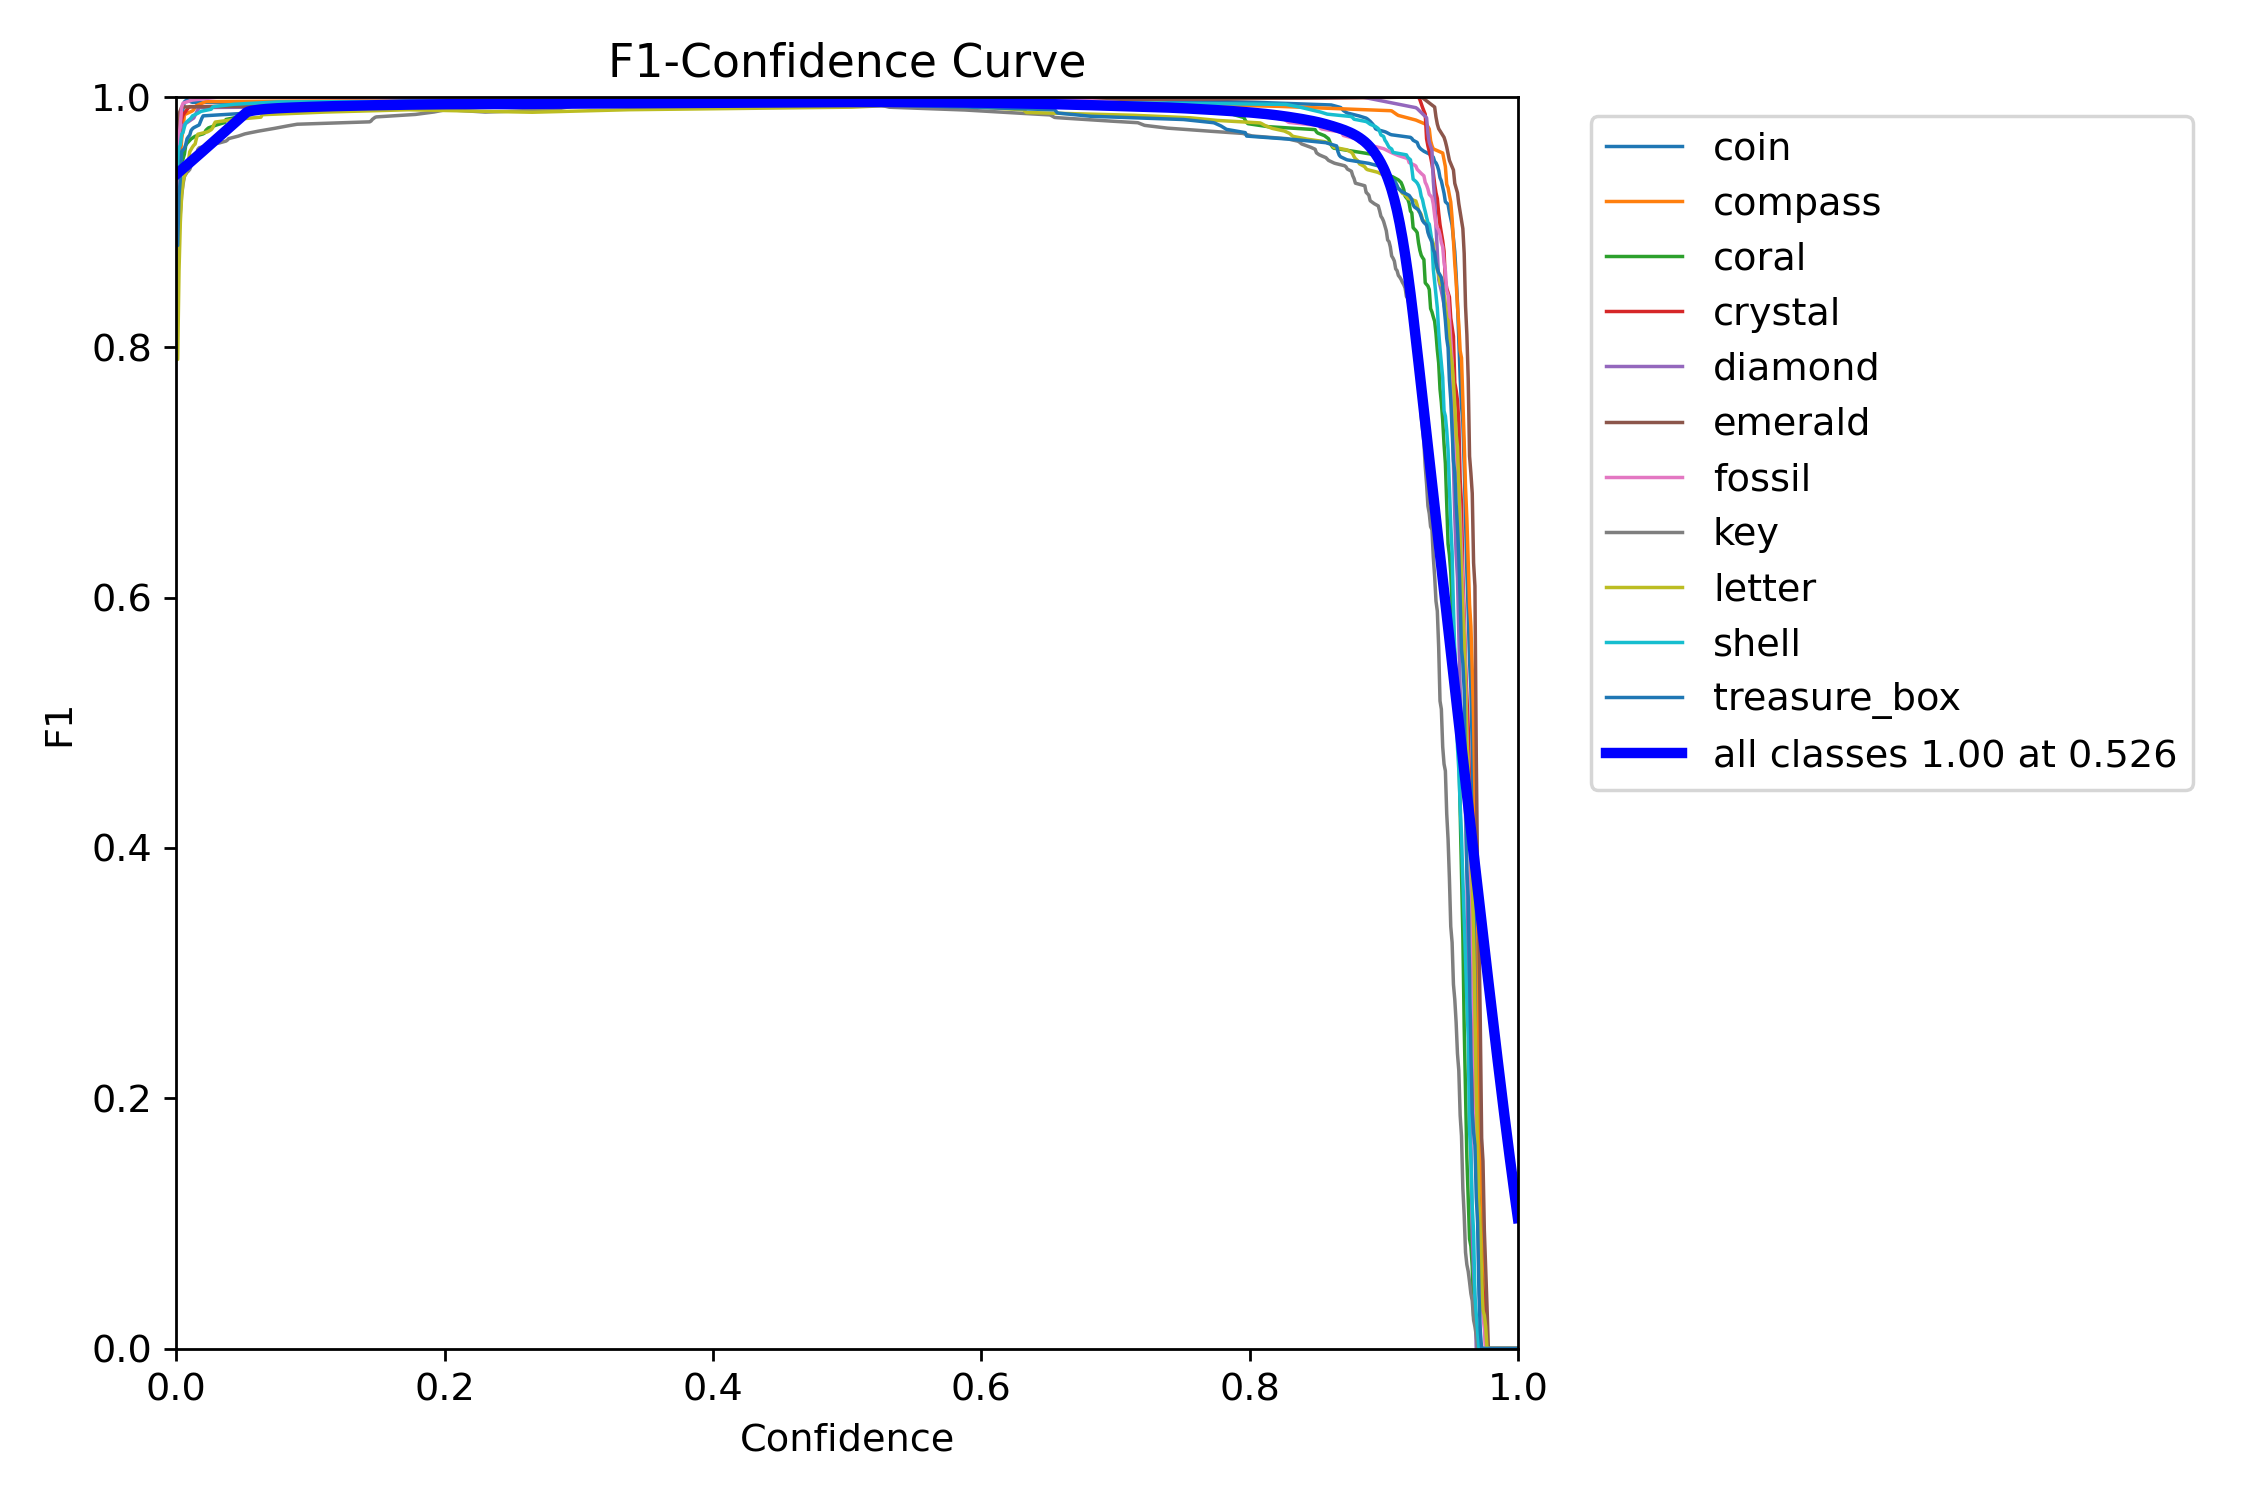 F1-Confidence Curve
1.0
0.8
0.6
0.4
0.2
0.0
F1
0.0 0.2 0.4 0.6 0.8 1.0
Confidence
coin
compass
coral
crystal
diamond
emerald
fossil
key
letter
shell
treasure_box
all classes 1.00 at 0.526